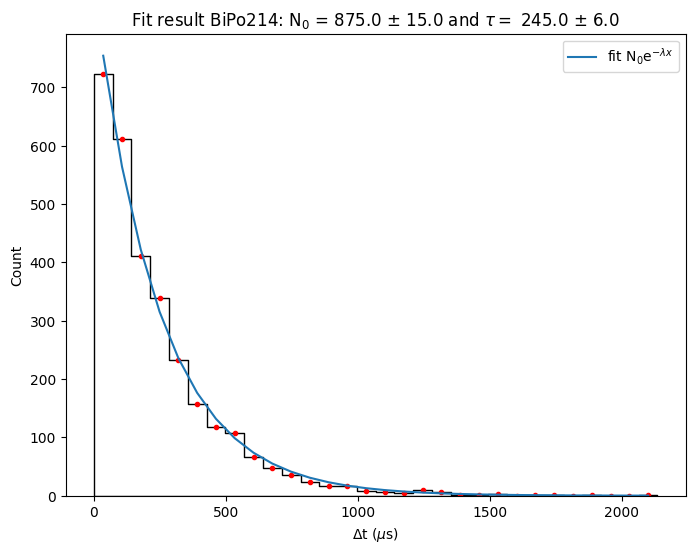 Fit result BiPo214: N₀ = 875.0 ± 15.0 and τ = 245.0 ± 6.0
fit N₀e^{-λx}
Count
700
600
500
400
300
200
100
0
0 500 1000 1500 2000
Δt (μs)